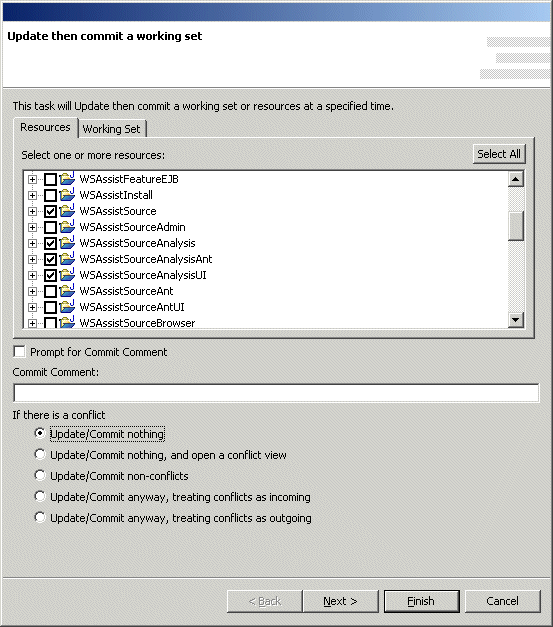 Update then commit a working set
This task will Update then commit a working set or resources at a specified time.
Resources Working Set
Select one or more resources: Select All
WSAssistFeatureEJB
WSAssistInstall
WSAssistSource
WSAssistSourceAdmin
WSAssistSourceAnalysis
WSAssistSourceAnalysisAnt
WSAssistSourceAnalysisUI
WSAssistSourceAnt
WSAssistSourceAntUI
WSAssistSourceBrowser
Prompt for Commit Comment
Commit Comment:
If there is a conflict
Update/Commit nothing
Update/Commit nothing, and open a conflict view
Update/Commit non-conflicts
Update/Commit anyway, treating conflicts as incoming
Update/Commit anyway, treating conflicts as outgoing
< Back Next > Finish Cancel